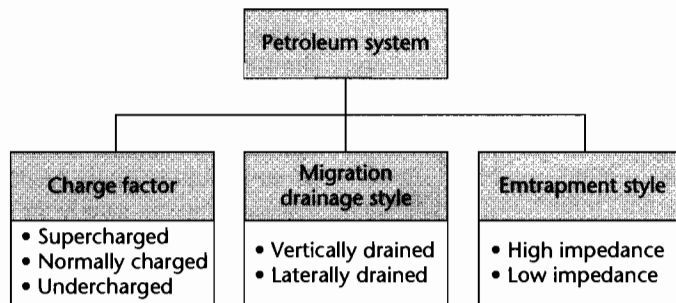 Petroleum system
Charge factor
• Supercharged
• Normally charged
• Undercharged
Migration
drainage style
• Vertically drained
• Laterally drained
Emtrapment style
• High impedance
• Low impedance